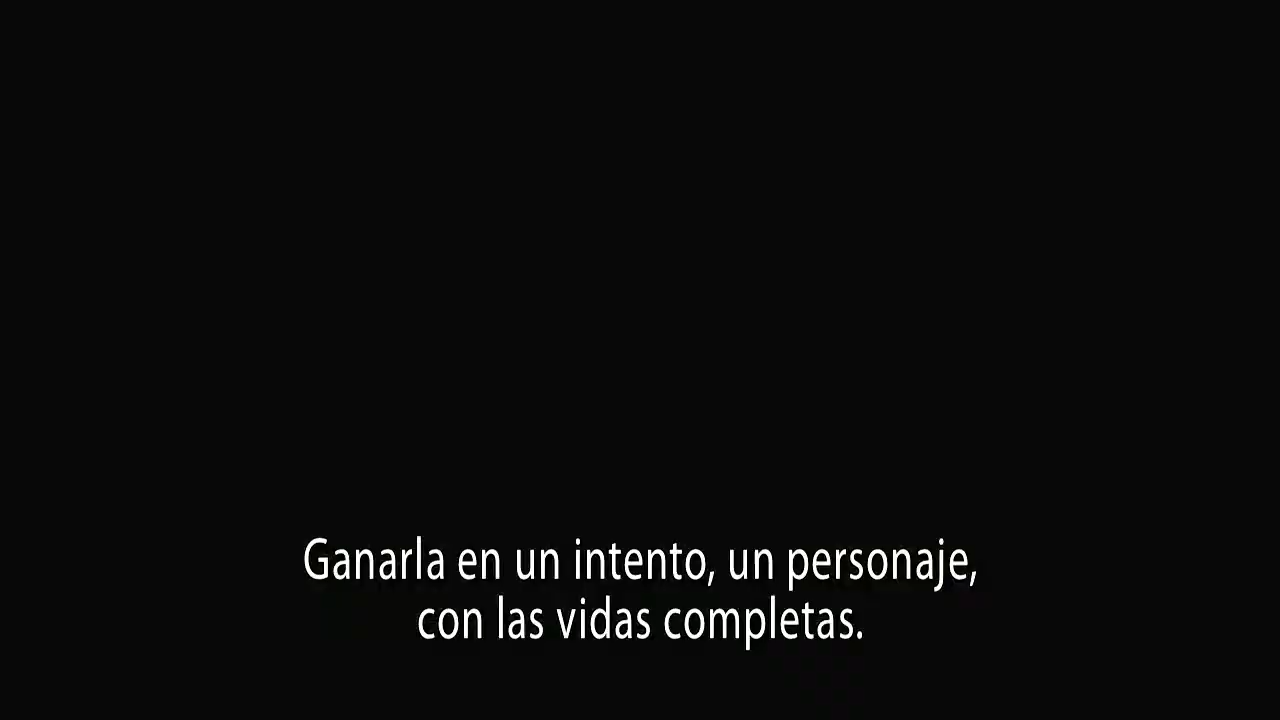 Ganarla en un intento, un personaje,
con las vidas completas.